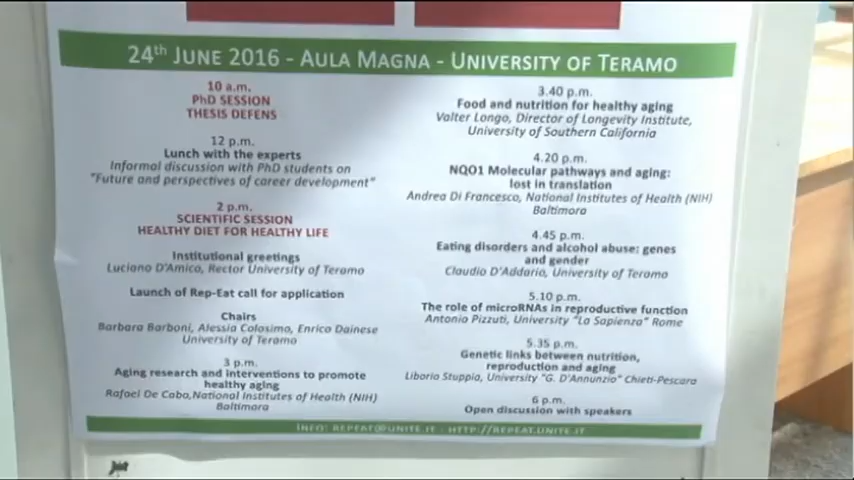 24th JUNE 2016 - AULA MAGNA - UNIVERSITY OF TERAMO
10 a.m.
PhD SESSION
THESIS DEFENS
12 p.m.
Lunch with the experts
Informal discussion with PhD students on
"Future and perspectives of career development"
2 p.m.
SCIENTIFIC SESSION
HEALTHY DIET FOR HEALTHY LIFE
Institutional greetings
Luciano D'Amico, Rector University of Teramo
Launch of Rep-Eat call for application
Chairs
Barbara Barboni, Alessia Colosimo, Enrico Dainese
University of Teramo
3 p.m.
Aging research and interventions to promote
healthy aging
Rafael De Cabo,National Institutes of Health (NIH)
Baltimora
3.40 p.m.
Food and nutrition for healthy aging
Valter Longo, Director of Longevity Institute,
University of Southern California
4.20 p.m.
NQO1 Molecular pathways and aging:
lost in translation
Andrea Di Francesco, National Institutes of Health (NIH)
Baltimora
4.45 p.m.
Eating disorders and alcohol abuse: genes
and gender
Claudio D'Addario, University of Teramo
5.10 p.m.
The role of microRNAs in reproductive function
Antonio Pizzuti, University "La Sapienza" Rome
5.35 p.m.
Genetic links between nutrition,
reproduction and aging
Liborio Stuppia, University "G. D'Annunzio" Chieti-Pescara
6 p.m.
Open discussion with speakers
INFO: REPEAT@UNITE.IT - HTTP://REPEAT.UNITE.IT